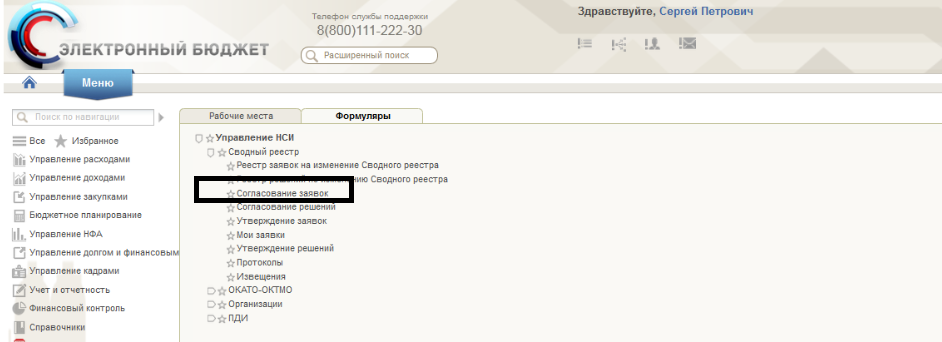 Телефон службы поддержки
8(800)111-222-30
Здравствуйте, Сергей Петрович
ЭЛЕКТРОННЫЙ БЮДЖЕТ
Расширенный поиск
Меню
Поиск по навигации
Все Избранное
Управление расходами
Управление доходами
Управление закупками
Бюджетное планирование
Управление НФА
Управление долгом и финансовым
Управление кадрами
Учет и отчетность
Финансовый контроль
Справочники
Рабочие места Формуляры
Управление НСИ
Сводный реестр
Реестр заявок на изменение Сводного реестра
Реестр решений по изменению Сводного реестра
Согласование заявок
Согласование решений
Утверждение заявок
Мои заявки
Утверждение решений
Протоколы
Извещения
ОКАТО-ОКТМО
Организации
ПДИ